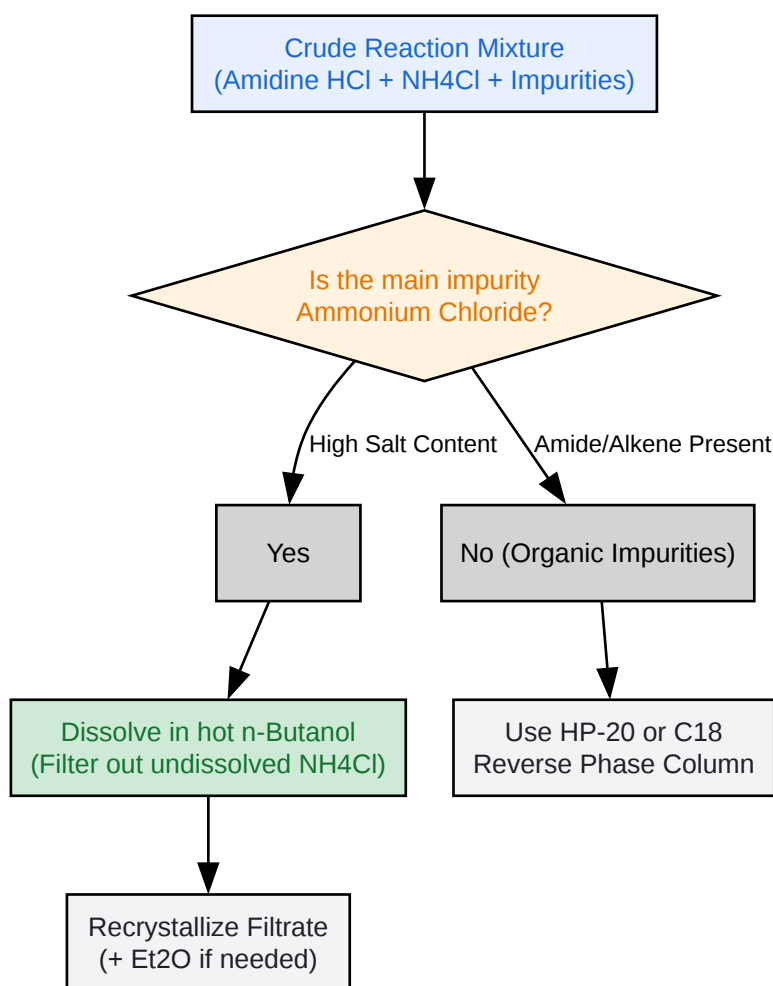 Crude Reaction Mixture
(Amidine HCl + NH4Cl + Impurities)
Is the main impurity
Ammonium Chloride?
High Salt Content
Amide/Alkene Present
Yes
No (Organic Impurities)
Dissolve in hot n-Butanol
(Filter out undissolved NH4Cl)
Use HP-20 or C18
Reverse Phase Column
Recrystallize Filtrate
(+ Et2O if needed)